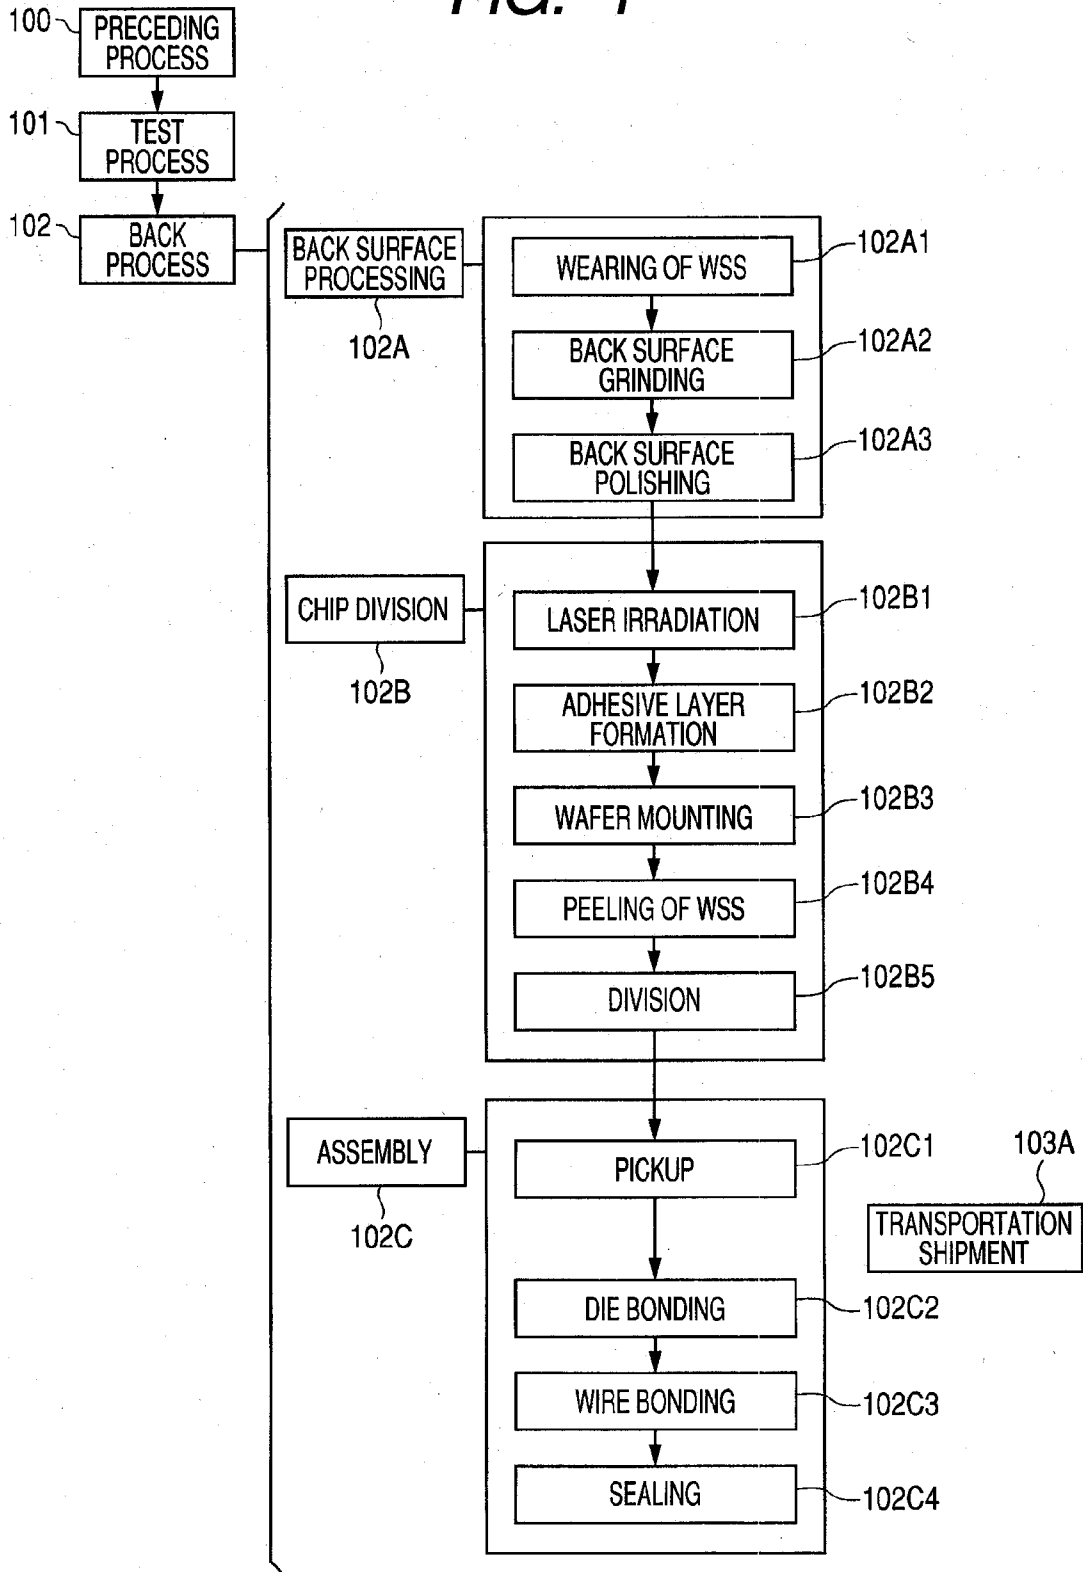 FIG. 1
100
PRECEDING
PROCESS
101
TEST
PROCESS
102
BACK
PROCESS
BACK SURFACE
PROCESSING
102A
WEARING OF WSS
102A1
BACK SURFACE
GRINDING
102A2
BACK SURFACE
POLISHING
102A3
CHIP DIVISION
102B
LASER IRRADIATION
102B1
ADHESIVE LAYER
FORMATION
102B2
WAFER MOUNTING
102B3
PEELING OF WSS
102B4
DIVISION
102B5
ASSEMBLY
102C
PICKUP
102C1
103A
TRANSPORTATION
SHIPMENT
DIE BONDING
102C2
WIRE BONDING
102C3
SEALING
102C4